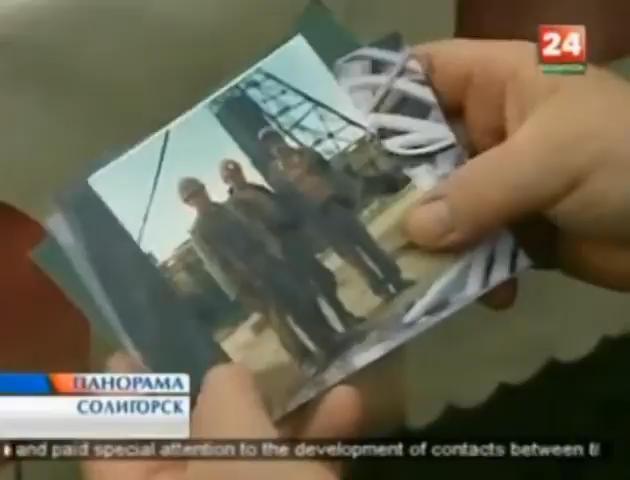 24
ПАНОРАМА
СОЛИГОРСК
and paid special attention to the development of contacts between